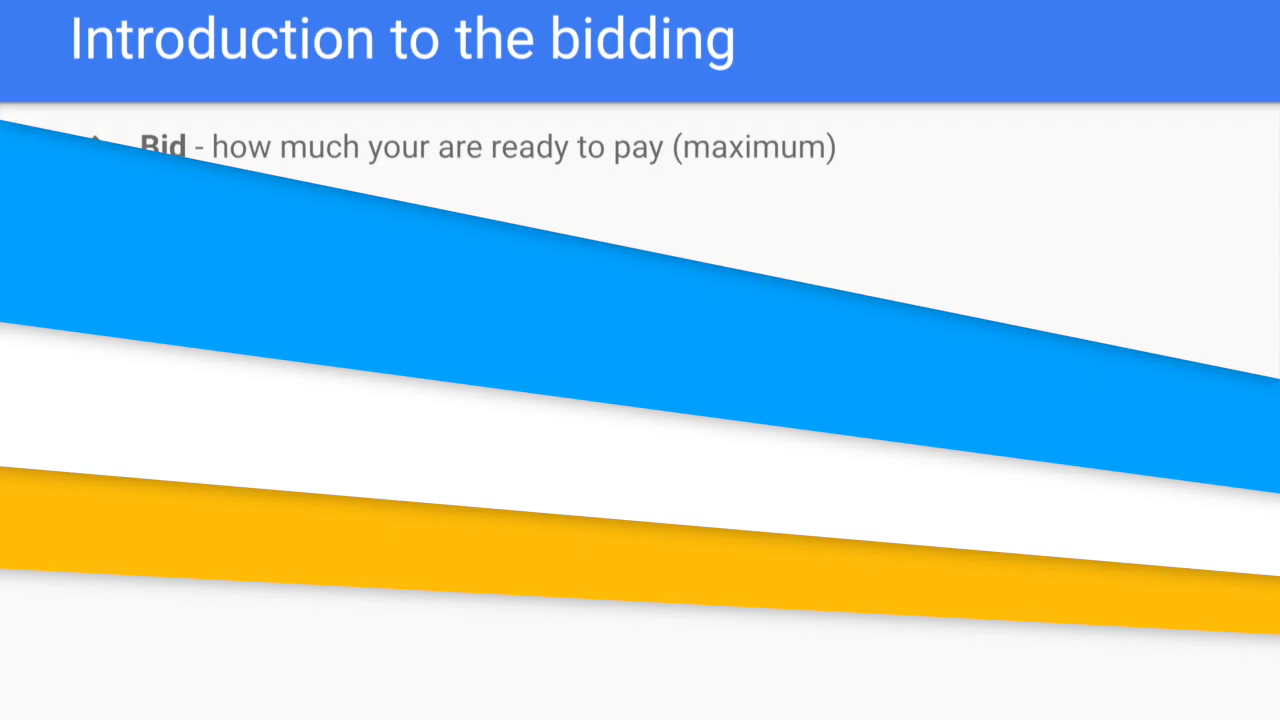 Introduction to the bidding
Bid - how much your are ready to pay (maximum)